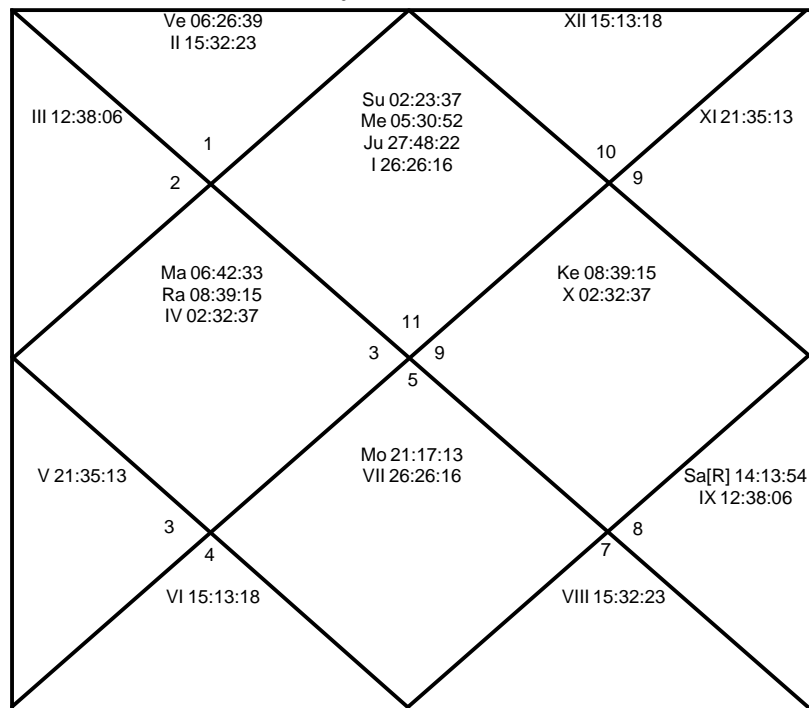 Ve 06:26:39
II 15:32:23
XII 15:13:18
III 12:38:06
Su 02:23:37
Me 05:30:52
Ju 27:48:22
I 26:26:16
XI 21:35:13
1
10
2
9
Ma 06:42:33
Ra 08:39:15
IV 02:32:37
Ke 08:39:15
X 02:32:37
11
3
9
5
Mo 21:17:13
VII 26:26:16
V 21:35:13
Sa[R] 14:13:54
IX 12:38:06
3
8
4
7
VI 15:13:18
VIII 15:32:23